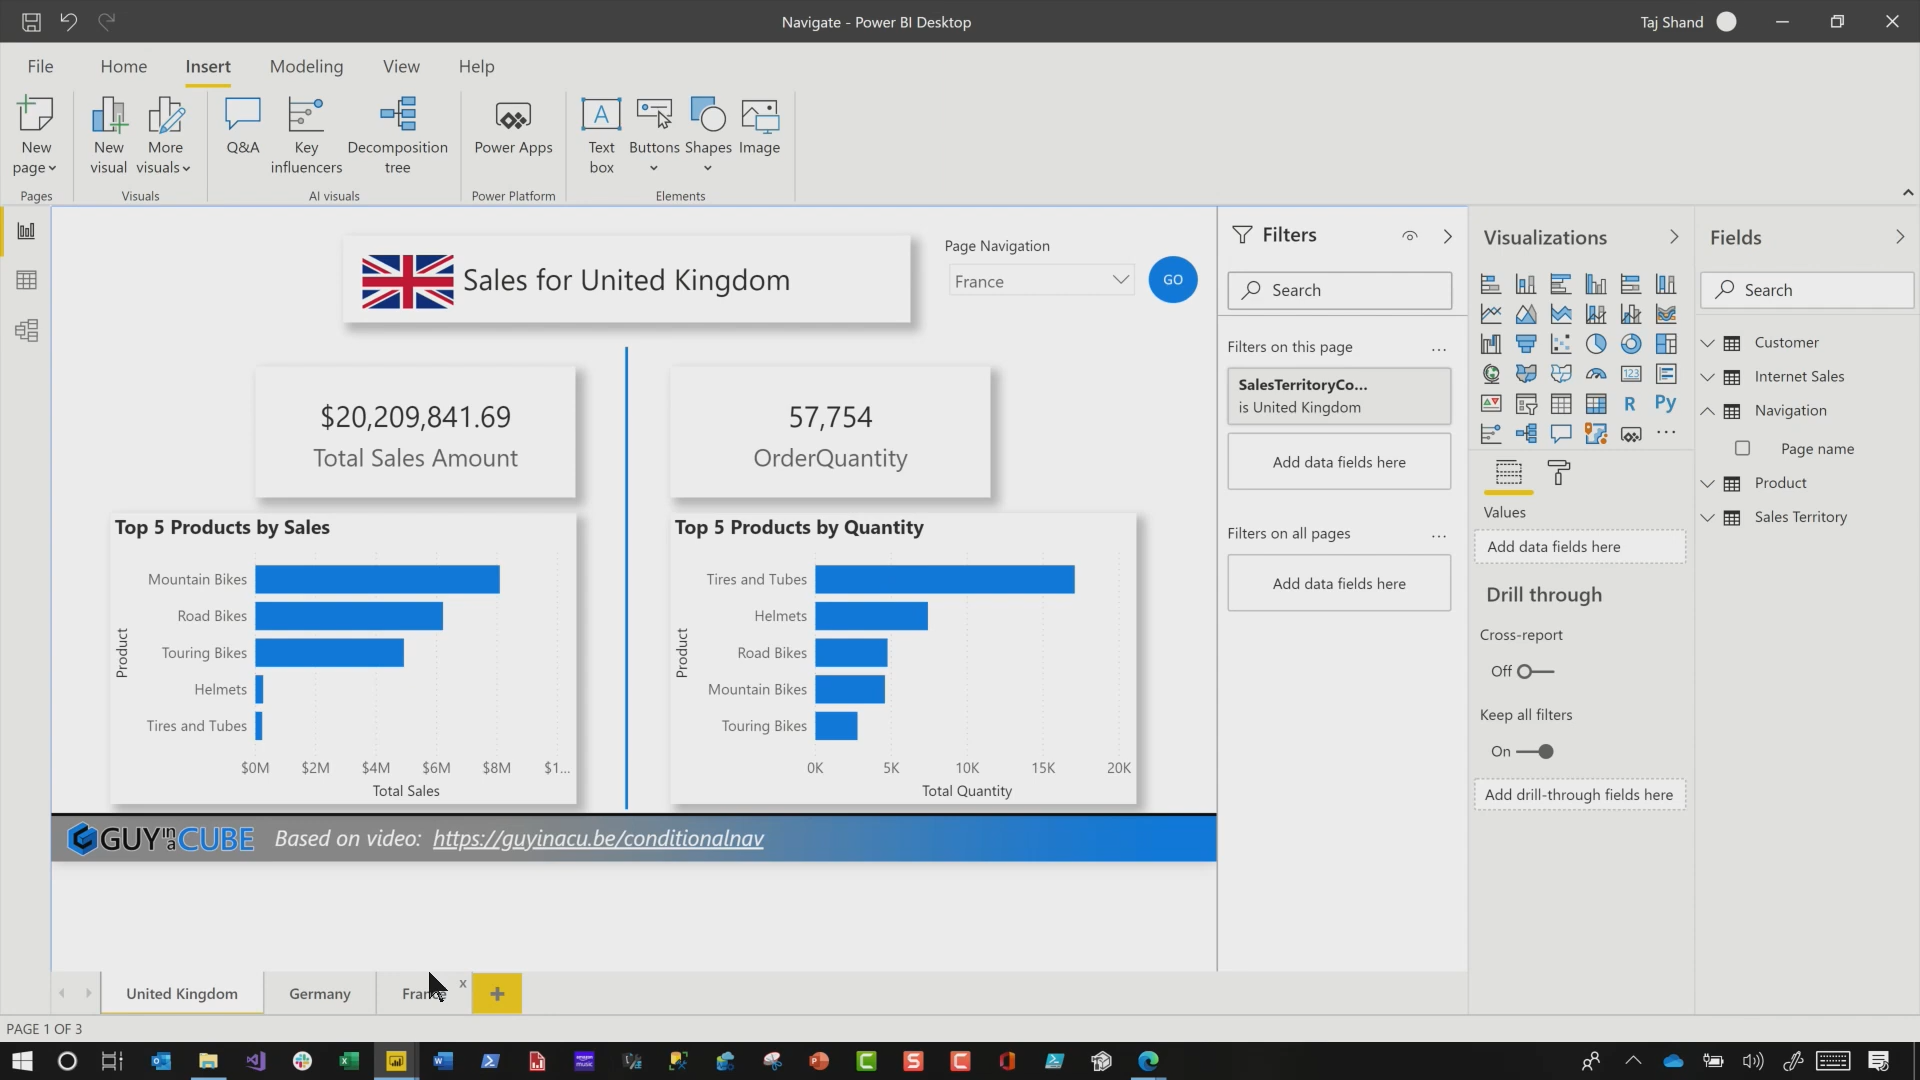 Navigate - Power BI Desktop
Taj Shand
File Home Insert Modeling View Help
New page
New visual
More visuals
Q&A
Key influencers
Decomposition tree
Power Apps
Text box
Buttons
Shapes
Image
Pages
Visuals
AI visuals
Power Platform
Elements
Sales for United Kingdom
Page Navigation
France
GO
$20,209,841.69
Total Sales Amount
57,754
OrderQuantity
Top 5 Products by Sales
Product
Mountain Bikes
Road Bikes
Touring Bikes
Helmets
Tires and Tubes
$0M $2M $4M $6M $8M $1...
Total Sales
Top 5 Products by Quantity
Product
Tires and Tubes
Helmets
Road Bikes
Mountain Bikes
Touring Bikes
0K 5K 10K 15K 20K
Total Quantity
GUY in a CUBE
Based on video: https://guyinacu.be/conditionalnav
Filters
Search
Filters on this page ...
SalesTerritoryCo...
is United Kingdom
Add data fields here
Filters on all pages ...
Add data fields here
Visualizations
123
R Py
...
Values
Add data fields here
Drill through
Cross-report
Off
Keep all filters
On
Add drill-through fields here
Fields
Search
Customer
Internet Sales
Navigation
Page name
Product
Sales Territory
United Kingdom
Germany
France
x
+
PAGE 1 OF 3